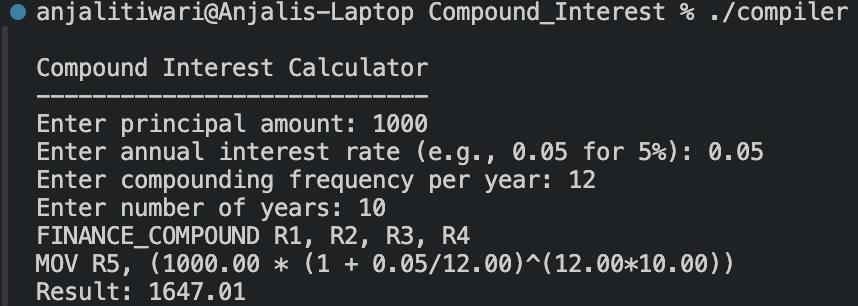 anjalitiwari@Anjalis-Laptop Compound_Interest % ./compiler
Compound Interest Calculator
----------------------------
Enter principal amount: 1000
Enter annual interest rate (e.g., 0.05 for 5%): 0.05
Enter compounding frequency per year: 12
Enter number of years: 10
FINANCE_COMPOUND R1, R2, R3, R4
MOV R5, (1000.00 * (1 + 0.05/12.00)^(12.00*10.00))
Result: 1647.01